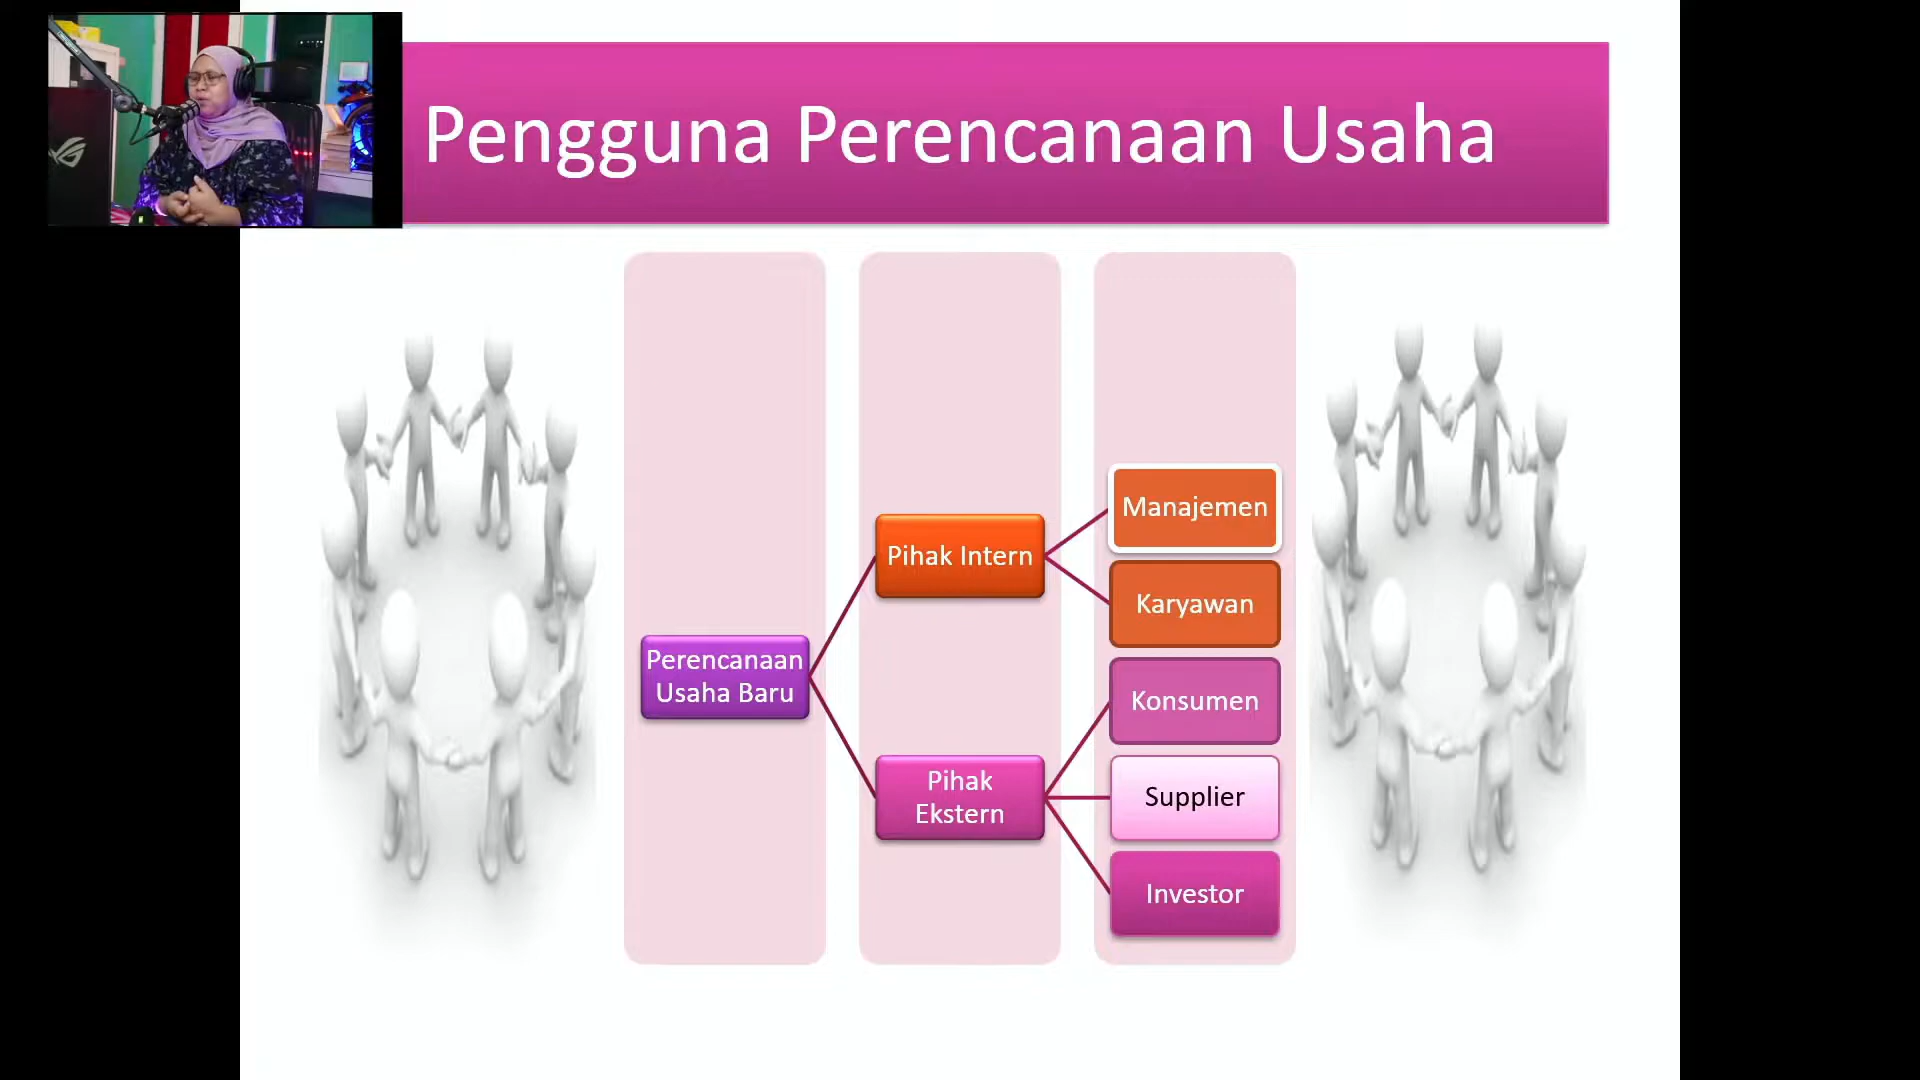 Pengguna Perencanaan Usaha
Perencanaan
Usaha Baru
Pihak Intern
Pihak
Ekstern
Manajemen
Karyawan
Konsumen
Supplier
Investor